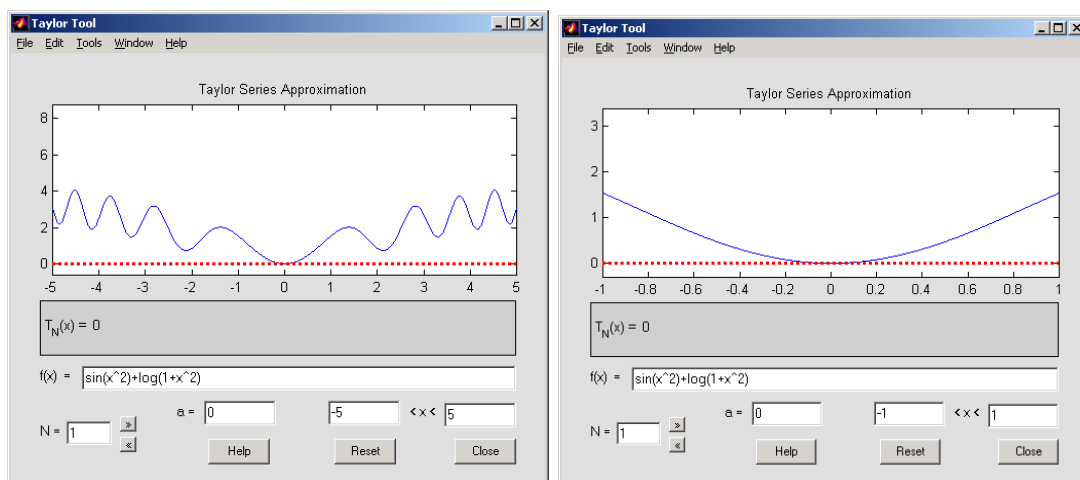 Taylor Tool
File Edit Tools Window Help
Taylor Series Approximation
8
6
4
2
0
-5 -4 -3 -2 -1 0 1 2 3 4 5
T_N(x) = 0
f(x) = sin(x^2)+log(1+x^2)
a = 0 -5 < x < 5
N = 1 » «
Help Reset Close
Taylor Tool
File Edit Tools Window Help
Taylor Series Approximation
3
2
1
0
-1 -0.8 -0.6 -0.4 -0.2 0 0.2 0.4 0.6 0.8 1
T_N(x) = 0
f(x) = sin(x^2)+log(1+x^2)
a = 0 -1 < x < 1
N = 1 » «
Help Reset Close